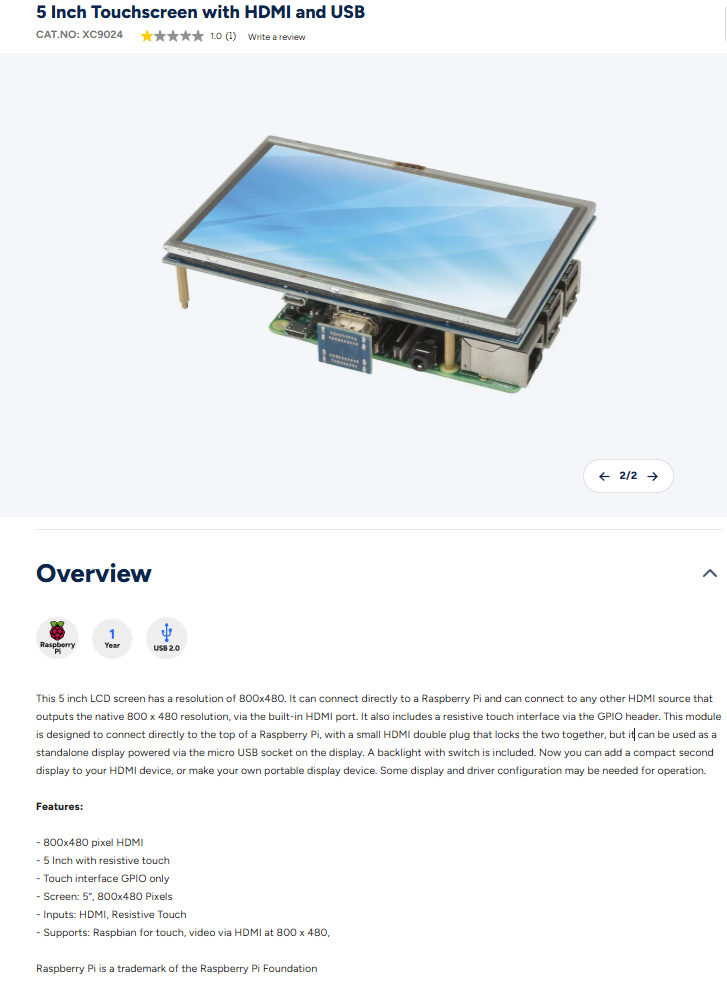 5 Inch Touchscreen with HDMI and USB
CAT.NO: XC9024 1.0 (1) Write a review
2/2
Overview
Raspberry Pi
1 Year
USB 2.0
This 5 inch LCD screen has a resolution of 800x480. It can connect directly to a Raspberry Pi and can connect to any other HDMI source that
outputs the native 800 x 480 resolution, via the built-in HDMI port. It also includes a resistive touch interface via the GPIO header. This module
is designed to connect directly to the top of a Raspberry Pi, with a small HDMI double plug that locks the two together, but it can be used as a
standalone display powered via the micro USB socket on the display. A backlight with switch is included. Now you can add a compact second
display to your HDMI device, or make your own portable display device. Some display and driver configuration may be needed for operation.
Features:
- 800x480 pixel HDMI
- 5 Inch with resistive touch
- Touch interface GPIO only
- Screen: 5", 800x480 Pixels
- Inputs: HDMI, Resistive Touch
- Supports: Raspbian for touch, video via HDMI at 800 x 480,
Raspberry Pi is a trademark of the Raspberry Pi Foundation